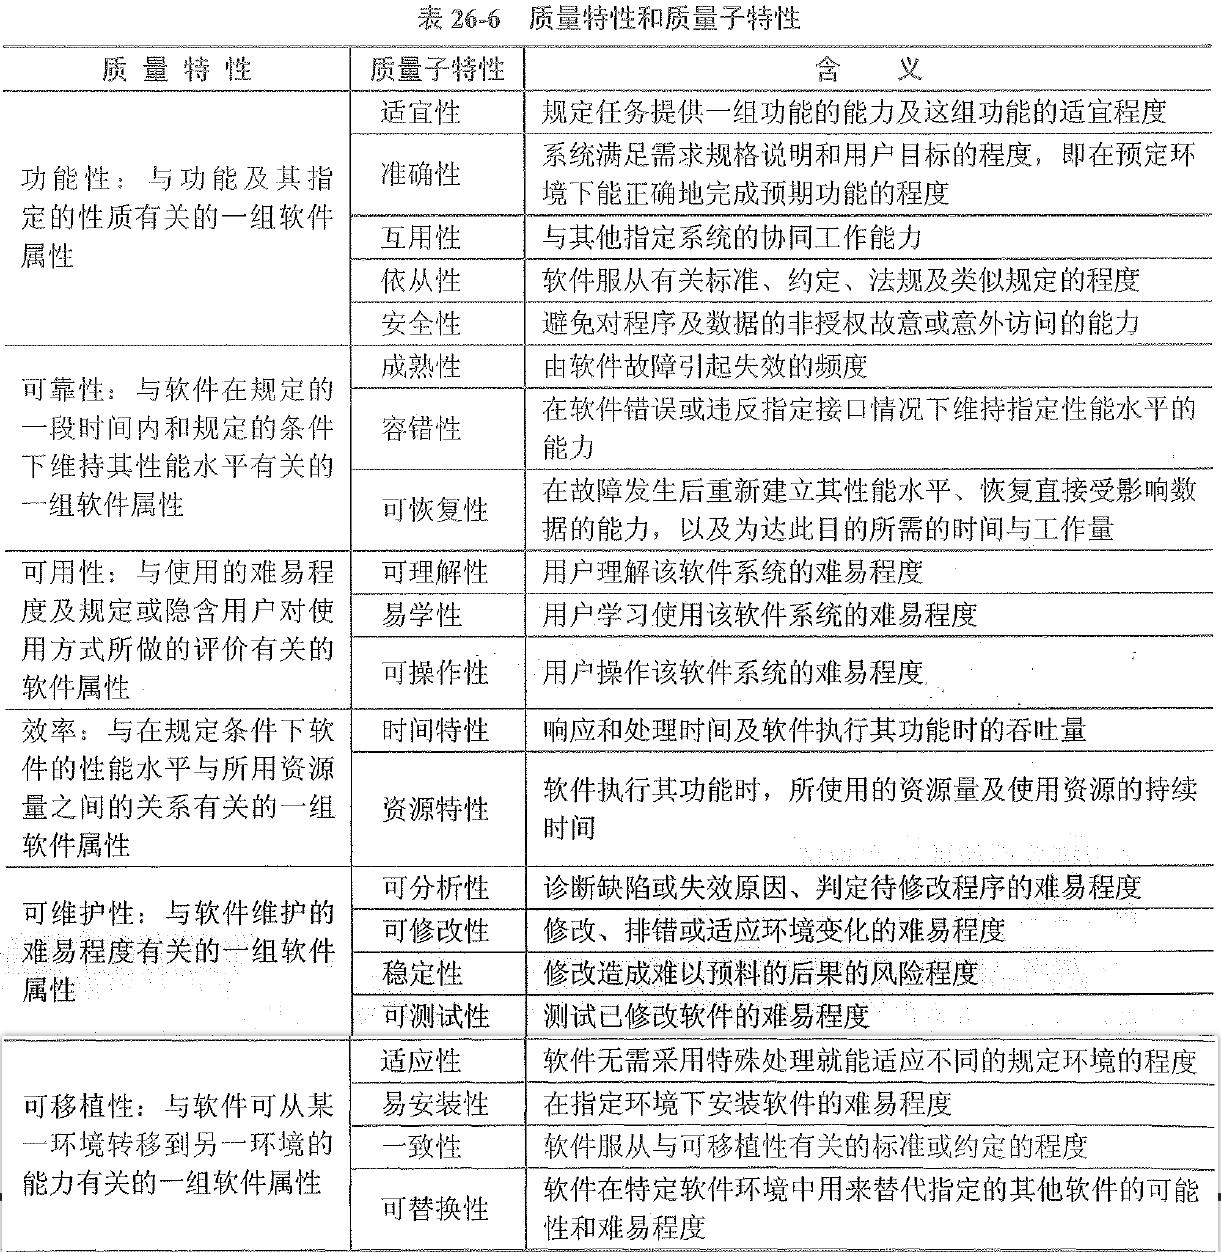 表 26-6 质量特性和质量子特性
质量特性 质量子特性 含义
功能性：与功能及其指
定的性质有关的一组软件
属性
适宜性 规定任务提供一组功能的能力及这组功能的适宜程度
准确性 系统满足需求规格说明和用户目标的程度，即在预定环
境下能正确地完成预期功能的程度
互用性 与其他指定系统的协同工作能力
依从性 软件服从有关标准、约定、法规及类似规定的程度
安全性 避免对程序及数据的非授权故意或意外访问的能力
可靠性：与软件在规定的
一段时间内和规定的条件
下维持其性能水平有关的
一组软件属性
成熟性 由软件故障引起失效的频度
容错性 在软件错误或违反指定接口情况下维持指定性能水平的
能力
可恢复性 在故障发生后重新建立其性能水平、恢复直接受影响数
据的能力，以及为达此目的所需的时间与工作量
可用性：与使用的难易程
度及规定或隐含用户对使
用方式所做的评价有关的
软件属性
可理解性 用户理解该软件系统的难易程度
易学性 用户学习使用该软件系统的难易程度
可操作性 用户操作该软件系统的难易程度
效率：与在规定条件下软
件的性能水平与所用资源
量之间的关系有关的一组
软件属性
时间特性 响应和处理时间及软件执行其功能时的吞吐量
资源特性 软件执行其功能时，所使用的资源量及使用资源的持续
时间
可维护性：与软件维护的
难易程度有关的一组软件
属性
可分析性 诊断缺陷或失效原因、判定待修改程序的难易程度
可修改性 修改、排错或适应环境变化的难易程度
稳定性 修改造成难以预料的后果的风险程度
可测试性 测试已修改软件的难易程度
可移植性：与软件可从某
一环境转移到另一环境的
能力有关的一组软件属性
适应性 软件无需采用特殊处理就能适应不同的规定环境的程度
易安装性 在指定环境下安装软件的难易程度
一致性 软件服从与可移植性有关的标准或约定的程度
可替换性 软件在特定软件环境中用来替代指定的其他软件的可能
性和难易程度